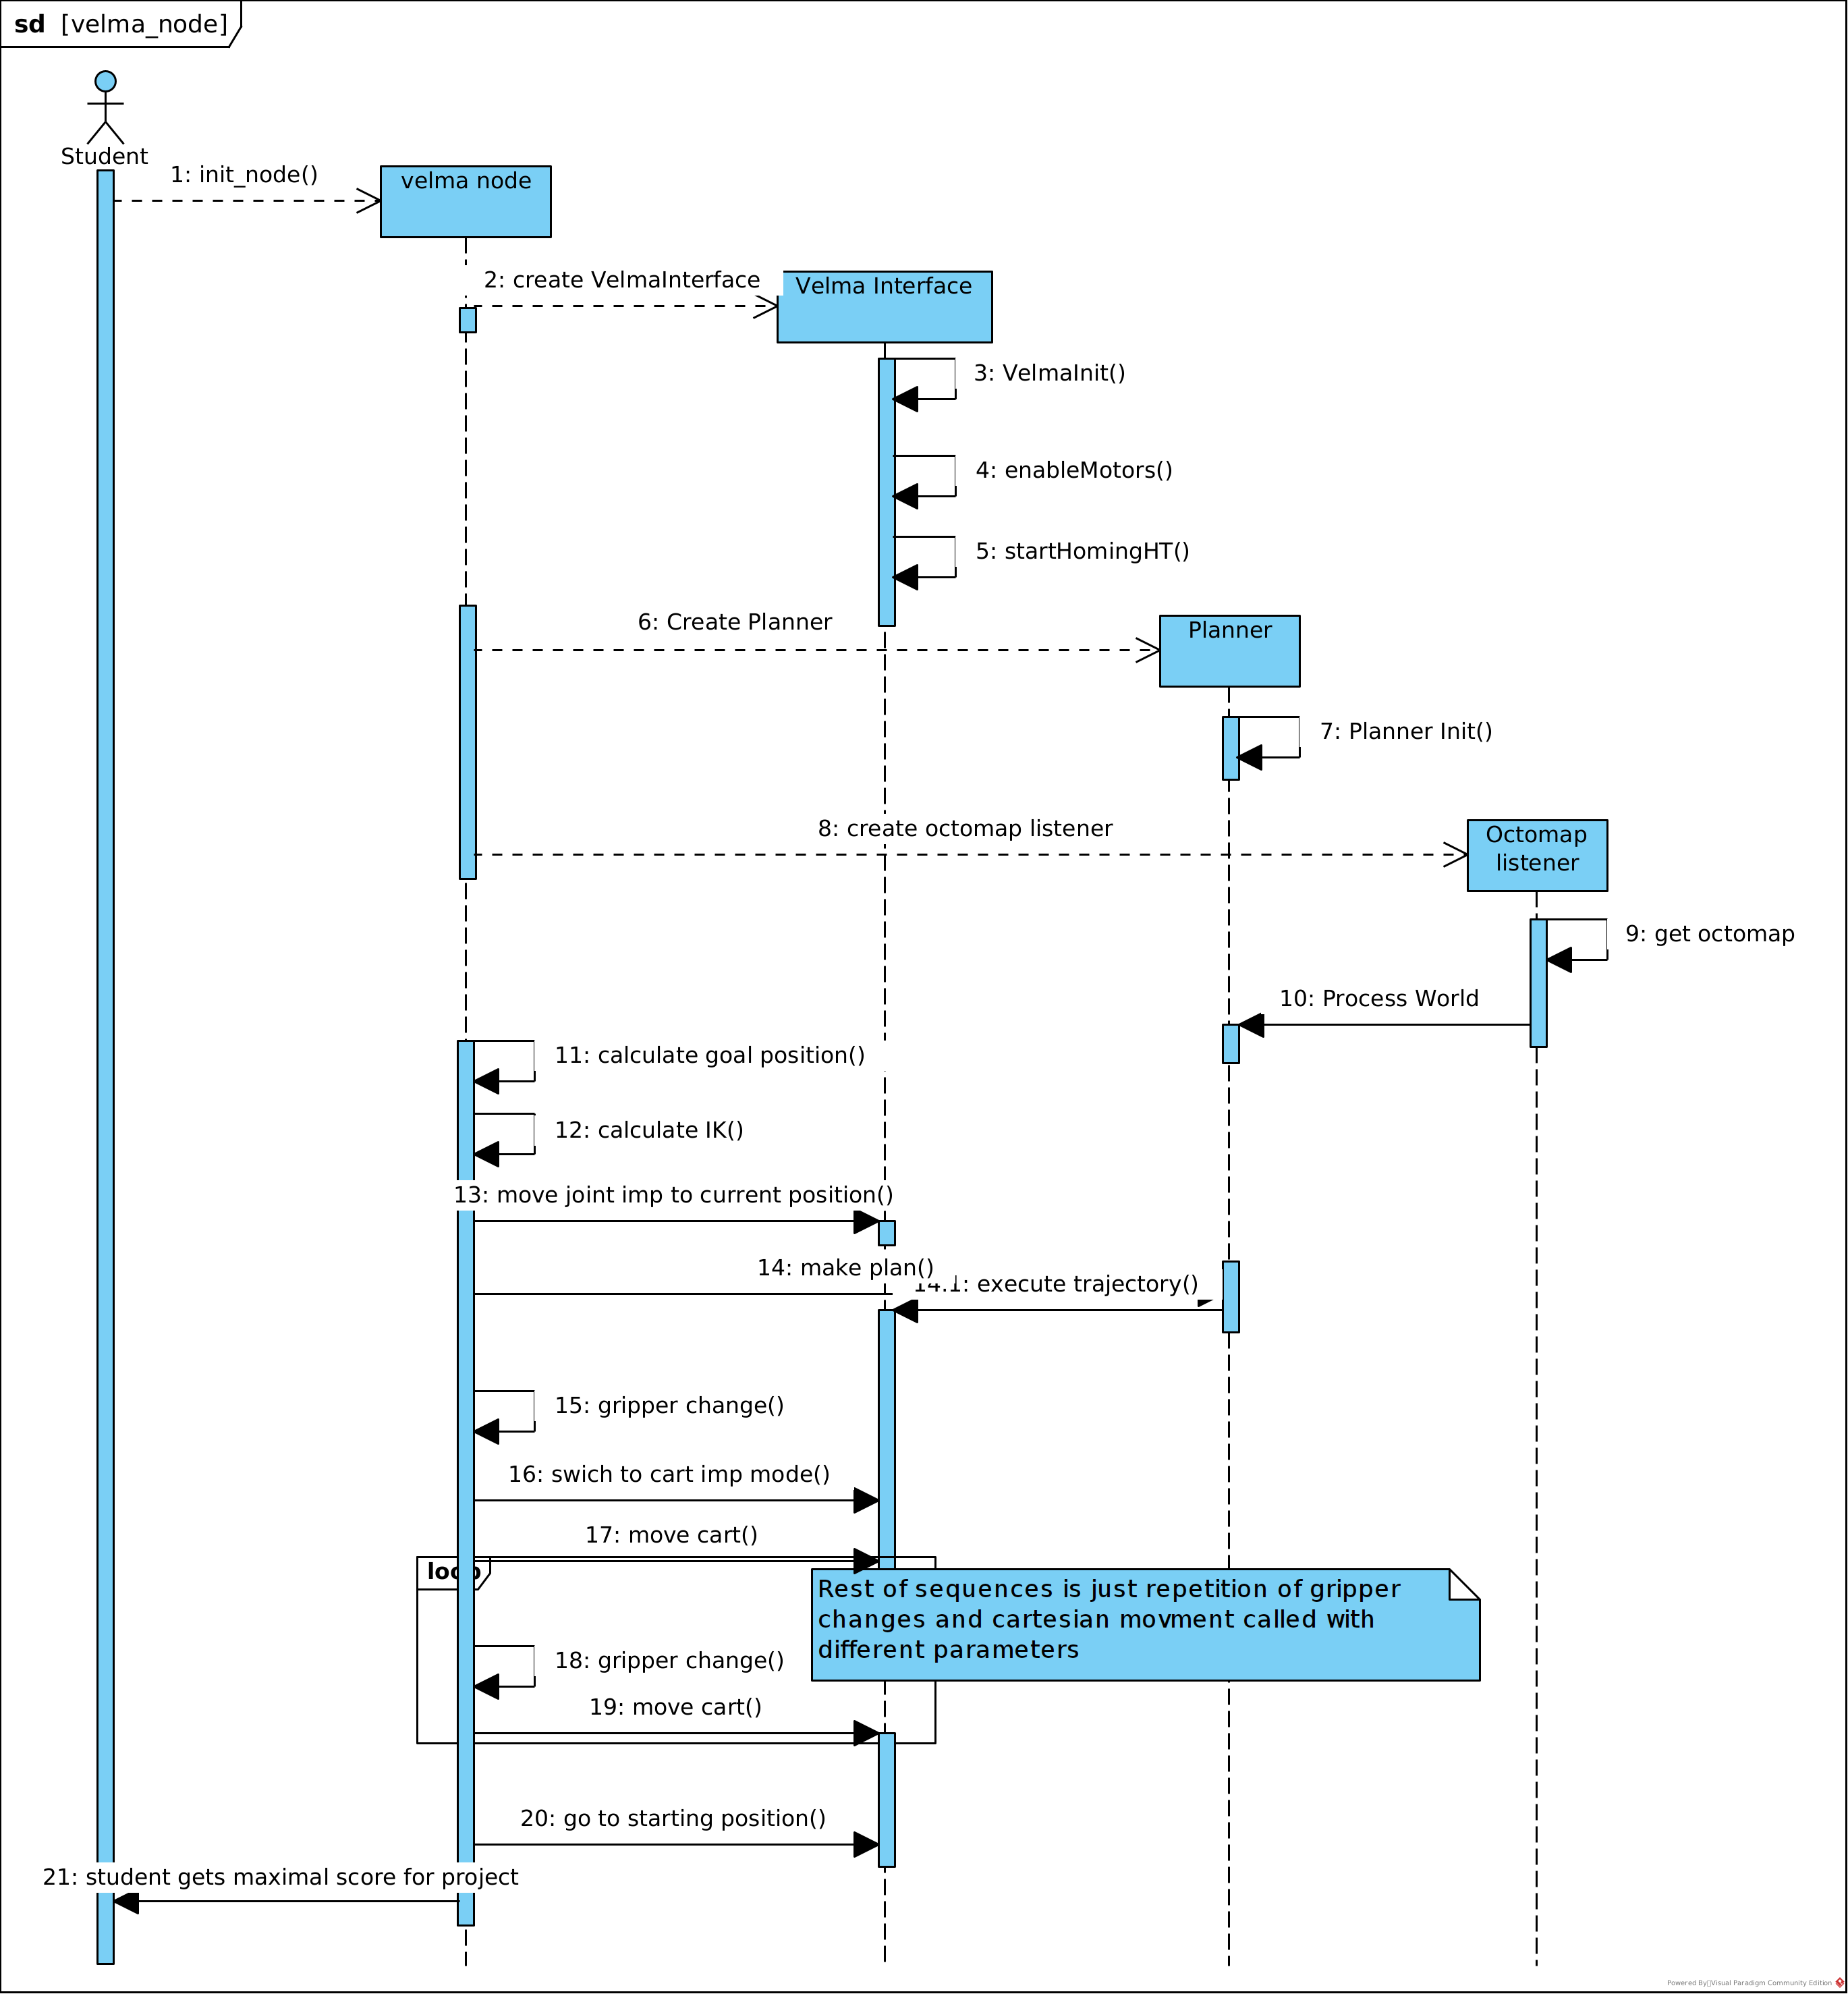 sd [velma_node]
Student
1: init_node()
velma node
2: create VelmaInterface
Velma Interface
3: VelmaInit()
4: enableMotors()
5: startHomingHT()
6: Create Planner
Planner
7: Planner Init()
8: create octomap listener
Octomap
listener
9: get octomap
10: Process World
11: calculate goal position()
12: calculate IK()
13: move joint imp to current position()
14: make plan()
14.1: execute trajectory()
15: gripper change()
16: swich to cart imp mode()
17: move cart()
loop
Rest of sequences is just repetition of gripper
changes and cartesian movment called with
different parameters
18: gripper change()
19: move cart()
20: go to starting position()
21: student gets maximal score for project
Powered By Visual Paradigm Community Edition